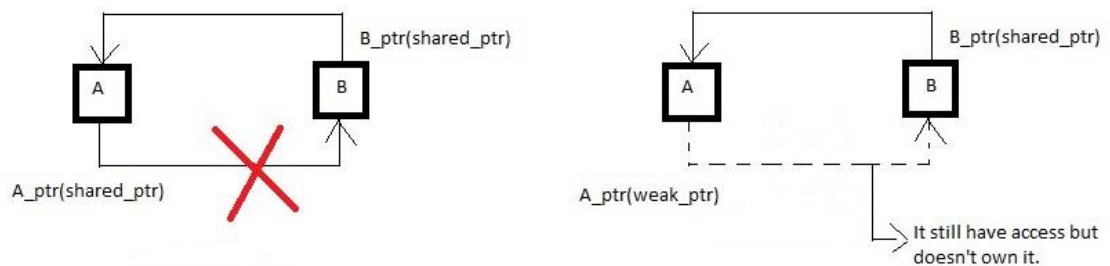 B_ptr(shared_ptr)
A
B
A_ptr(shared_ptr)
B_ptr(shared_ptr)
A
B
A_ptr(weak_ptr)
It still have access but
doesn't own it.